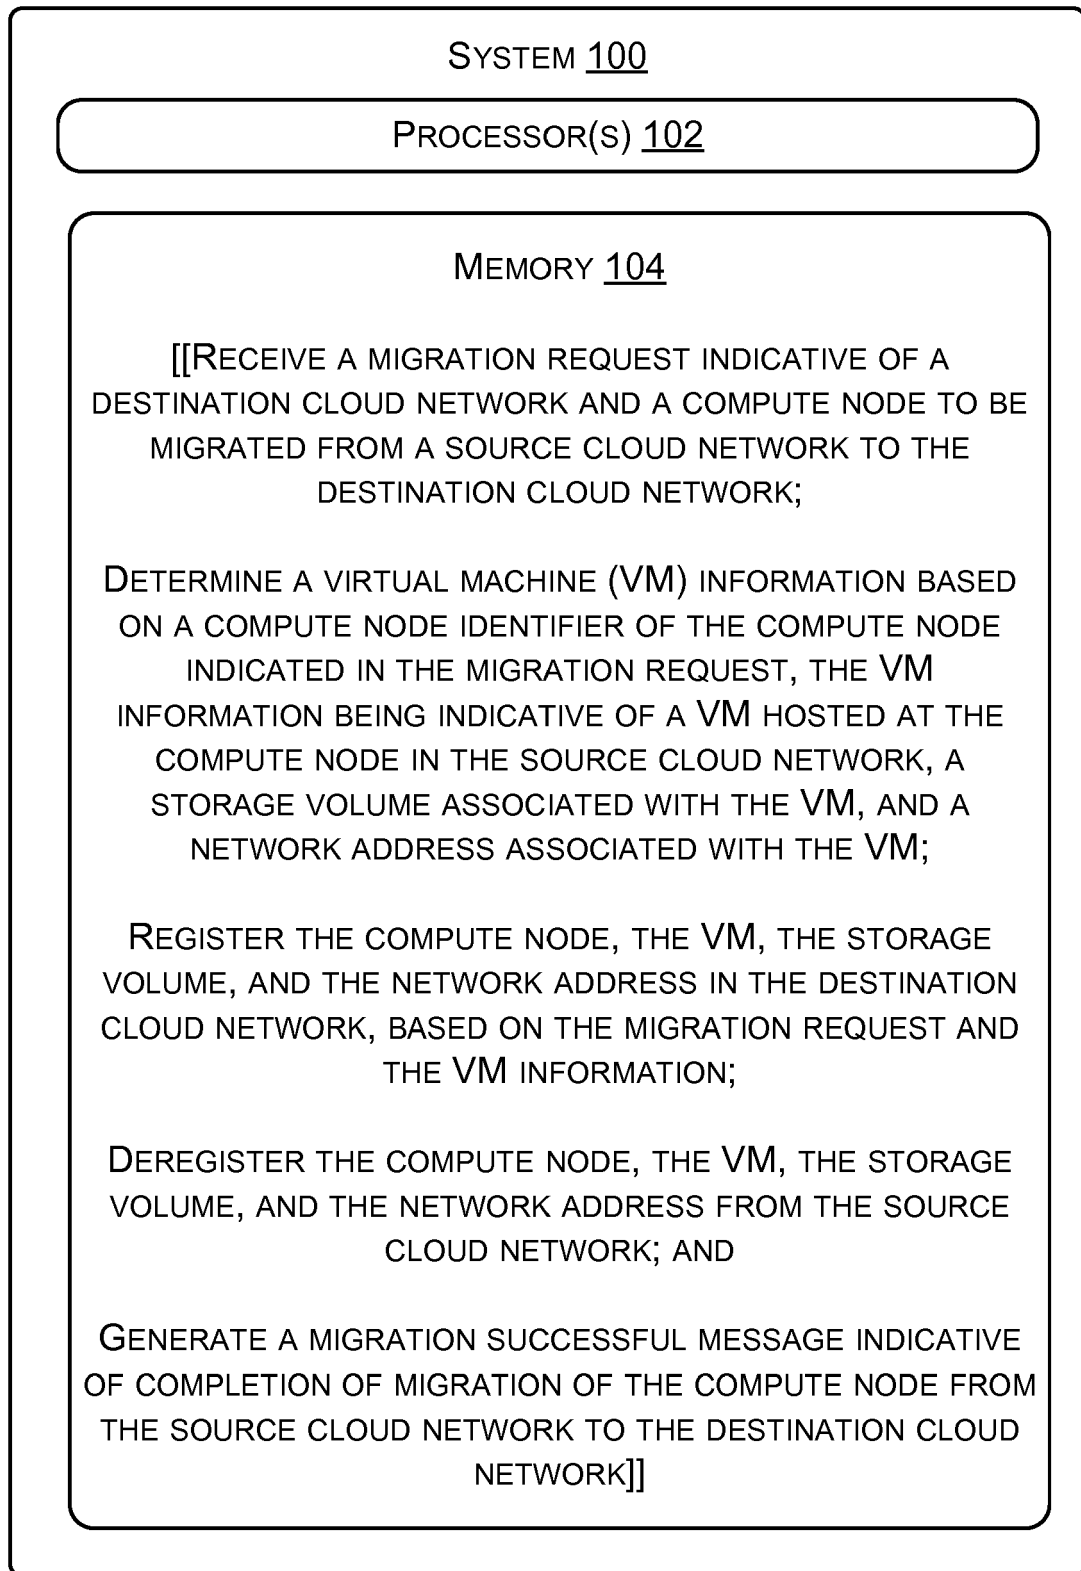 SYSTEM 100
PROCESSOR(S) 102
MEMORY 104
[[RECEIVE A MIGRATION REQUEST INDICATIVE OF A
DESTINATION CLOUD NETWORK AND A COMPUTE NODE TO BE
MIGRATED FROM A SOURCE CLOUD NETWORK TO THE
DESTINATION CLOUD NETWORK;
DETERMINE A VIRTUAL MACHINE (VM) INFORMATION BASED
ON A COMPUTE NODE IDENTIFIER OF THE COMPUTE NODE
INDICATED IN THE MIGRATION REQUEST, THE VM
INFORMATION BEING INDICATIVE OF A VM HOSTED AT THE
COMPUTE NODE IN THE SOURCE CLOUD NETWORK, A
STORAGE VOLUME ASSOCIATED WITH THE VM, AND A
NETWORK ADDRESS ASSOCIATED WITH THE VM;
REGISTER THE COMPUTE NODE, THE VM, THE STORAGE
VOLUME, AND THE NETWORK ADDRESS IN THE DESTINATION
CLOUD NETWORK, BASED ON THE MIGRATION REQUEST AND
THE VM INFORMATION;
DEREGISTER THE COMPUTE NODE, THE VM, THE STORAGE
VOLUME, AND THE NETWORK ADDRESS FROM THE SOURCE
CLOUD NETWORK; AND
GENERATE A MIGRATION SUCCESSFUL MESSAGE INDICATIVE
OF COMPLETION OF MIGRATION OF THE COMPUTE NODE FROM
THE SOURCE CLOUD NETWORK TO THE DESTINATION CLOUD
NETWORK]]